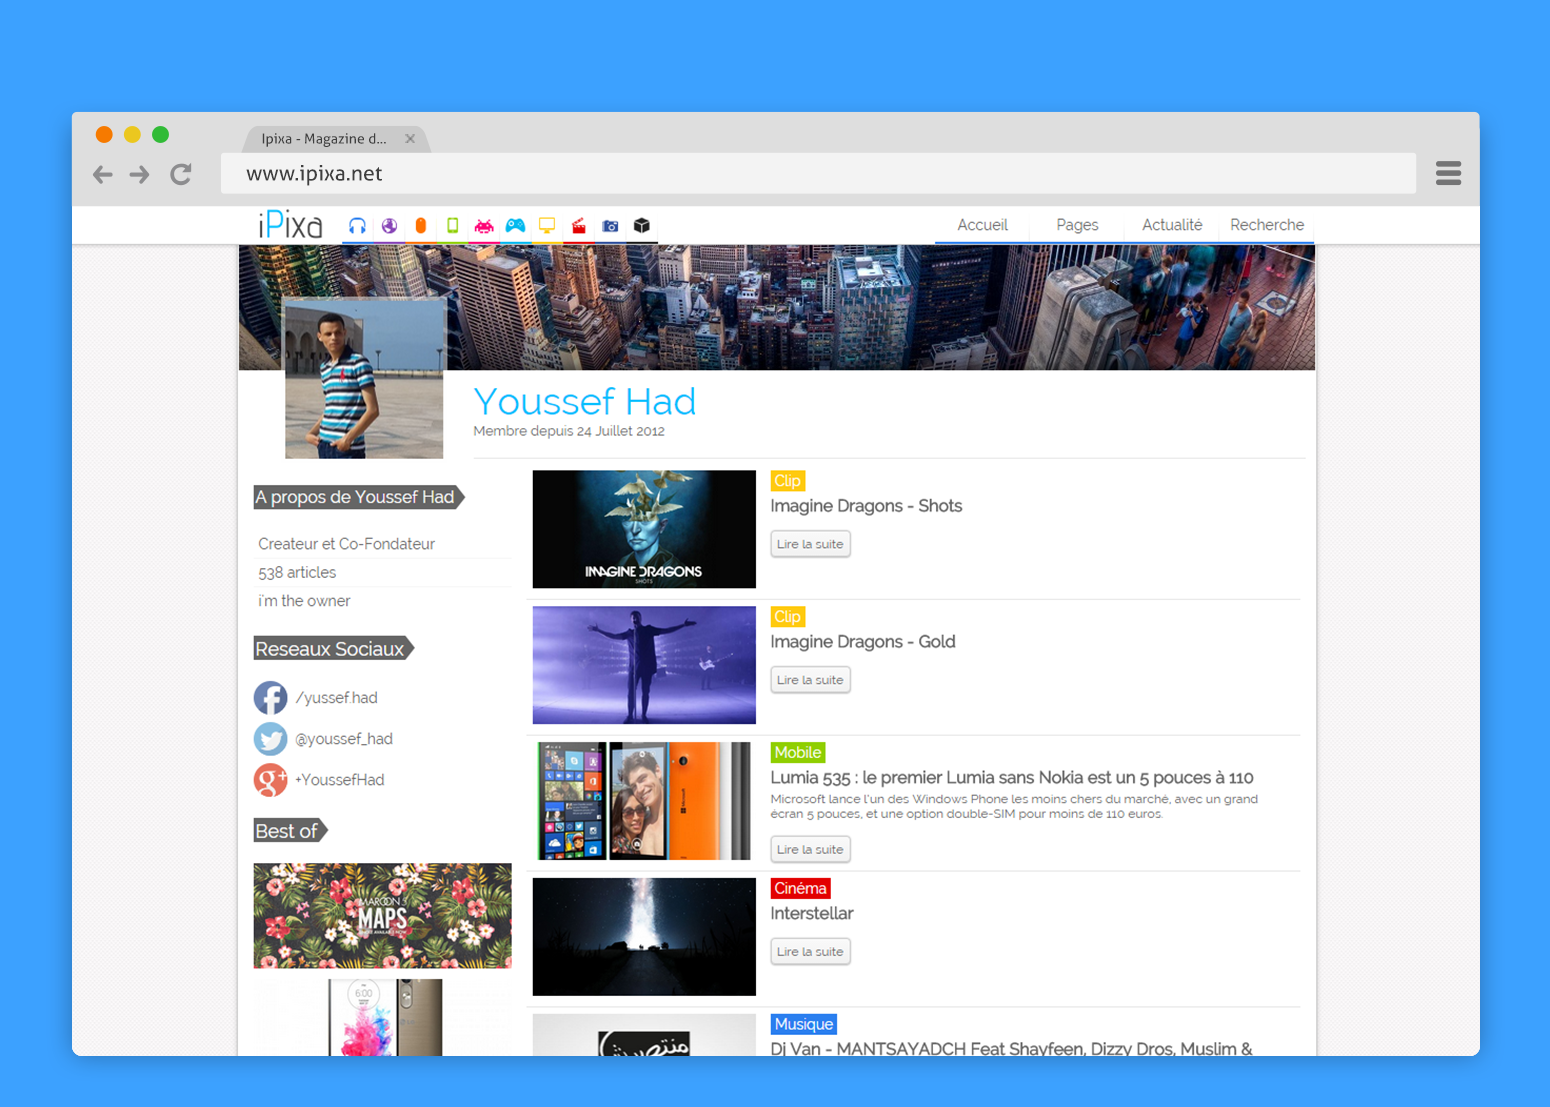 Ipixa - Magazine d...
www.ipixa.net
iPixa
Accueil
Pages
Actualité
Recherche
Youssef Had
Membre depuis 24 Juillet 2012
A propos de Youssef Had
Createur et Co-Fondateur
538 articles
i'm the owner
Reseaux Sociaux
/yussef.had
@youssef_had
+YoussefHad
Best of
MAROON 5
MAPS
6:00
IMAGINE DRAGONS
SHOTS
Clip
Imagine Dragons - Shots
Lire la suite
Clip
Imagine Dragons - Gold
Lire la suite
Mobile
Lumia 535 : le premier Lumia sans Nokia est un 5 pouces à 110
Microsoft lance l'un des Windows Phone les moins chers du marché, avec un grand
écran 5 pouces, et une option double-SIM pour moins de 110 euros.
Lire la suite
Cinéma
Interstellar
Lire la suite
Musique
Dj Van - MANTSAYADCH Feat Shayfeen, Dizzy Dros, Muslim &